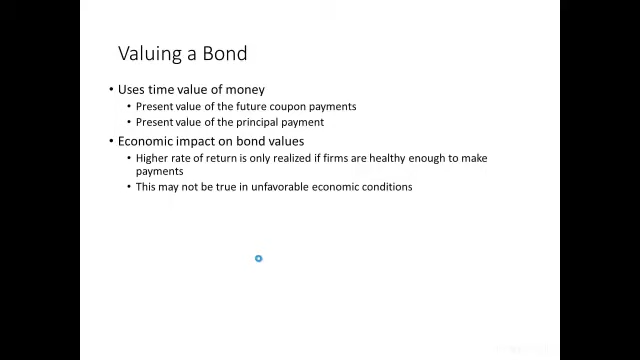 Valuing a Bond
• Uses time value of money
• Present value of the future coupon payments
• Present value of the principal payment
• Economic impact on bond values
• Higher rate of return is only realized if firms are healthy enough to make
payments
• This may not be true in unfavorable economic conditions